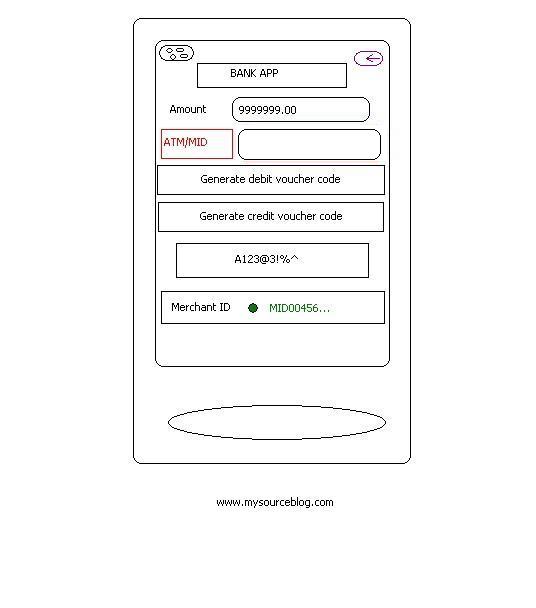 BANK APP
Amount 9999999.00
ATM/MID
Generate debit voucher code
Generate credit voucher code
A123@3!%^
Merchant ID MID00456...
www.mysourceblog.com